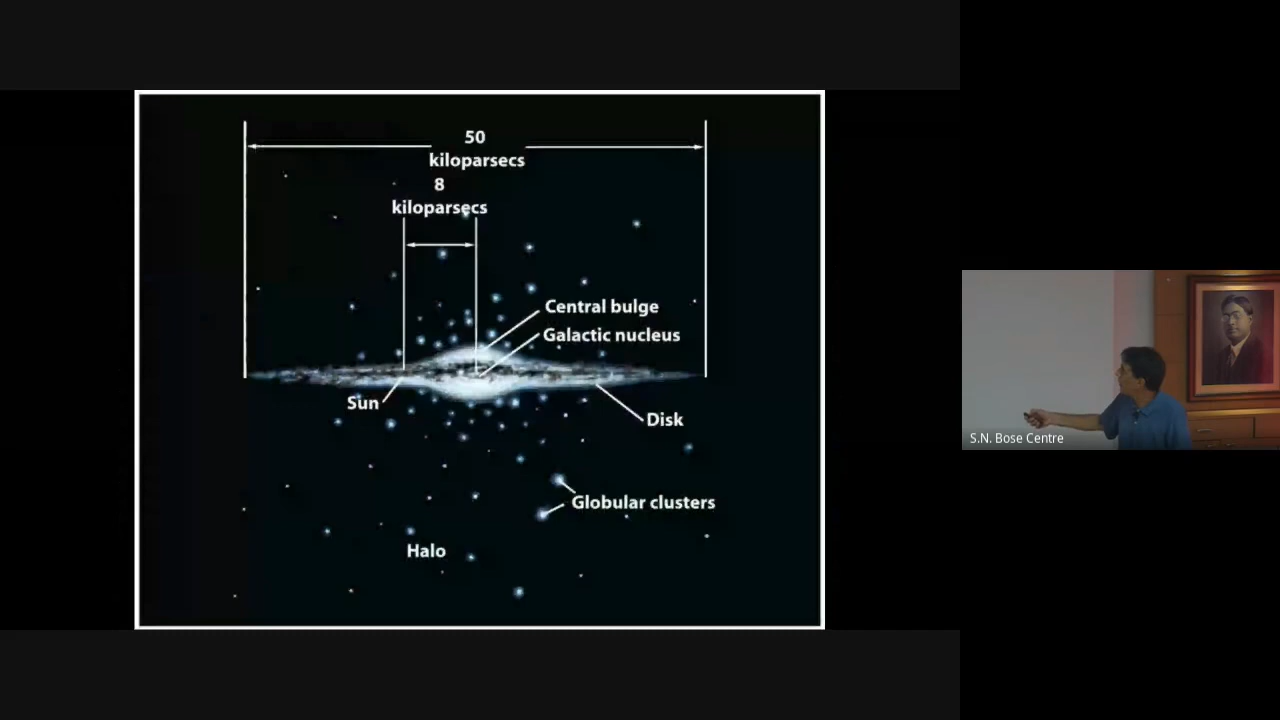 50
kiloparsecs
8
kiloparsecs
Central bulge
Galactic nucleus
Sun
Disk
S.N. Bose Centre
Globular clusters
Halo